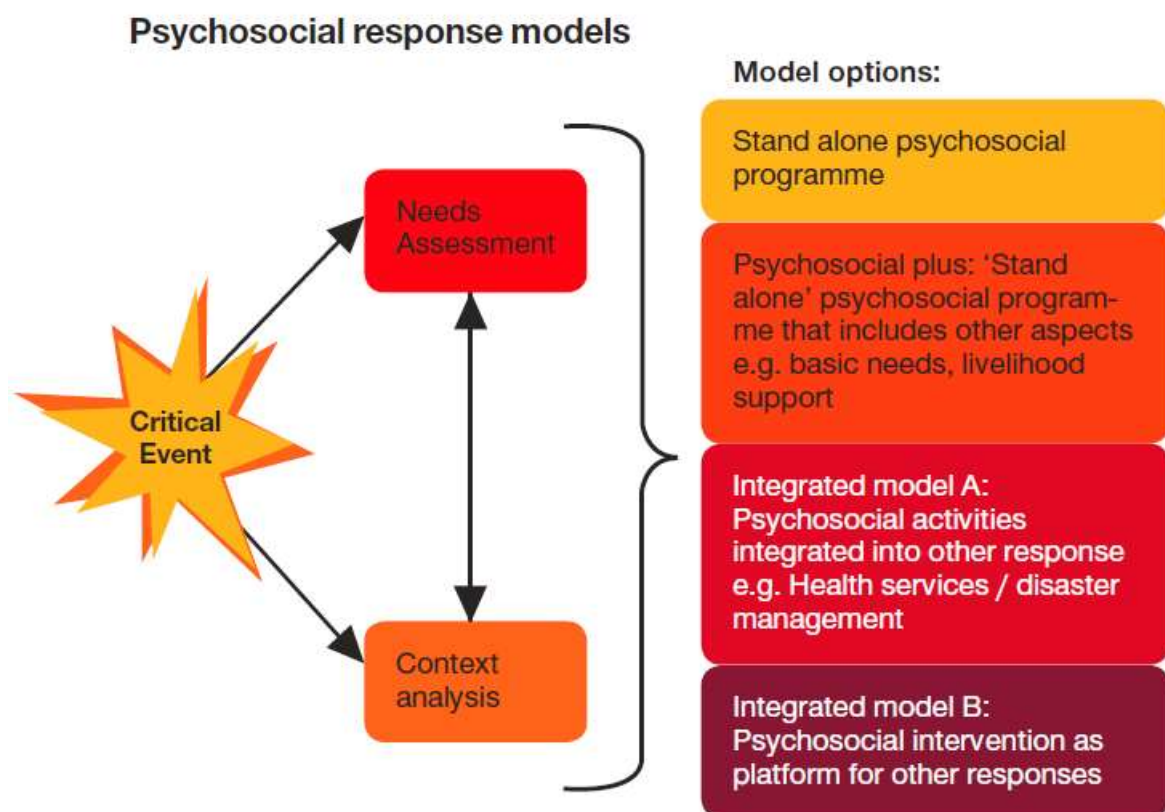 Psychosocial response models
Model options:
Needs
Assessment
Critical
Event
Context
analysis
Stand alone psychosocial
programme
Psychosocial plus: ‘Stand
alone’ psychosocial program-
me that includes other aspects
e.g. basic needs, livelihood
support
Integrated model A:
Psychosocial activities
integrated into other response
e.g. Health services / disaster
management
Integrated model B:
Psychosocial intervention as
platform for other responses